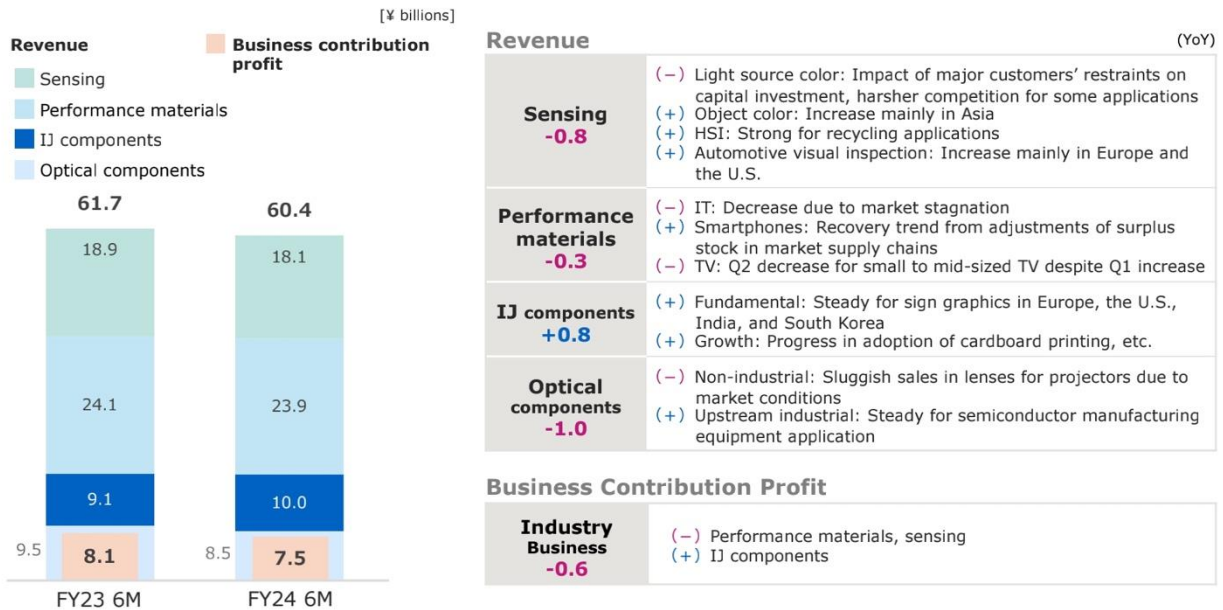 [¥ billions]
Revenue
Business contribution
profit
Sensing
Performance materials
IJ components
Optical components
61.7
60.4
18.9
18.1
24.1
23.9
9.1
10.0
9.5
8.1
8.5
7.5
FY23 6M
FY24 6M
Revenue
(YoY)
Sensing
-0.8
(−) Light source color: Impact of major customers’ restraints on
capital investment, harsher competition for some applications
(+) Object color: Increase mainly in Asia
(+) HSI: Strong for recycling applications
(+) Automotive visual inspection: Increase mainly in Europe and
the U.S.
Performance
materials
-0.3
(−) IT: Decrease due to market stagnation
(+) Smartphones: Recovery trend from adjustments of surplus
stock in market supply chains
(−) TV: Q2 decrease for small to mid-sized TV despite Q1 increase
IJ components
+0.8
(+) Fundamental: Steady for sign graphics in Europe, the U.S.,
India, and South Korea
(+) Growth: Progress in adoption of cardboard printing, etc.
Optical
components
-1.0
(−) Non-industrial: Sluggish sales in lenses for projectors due to
market conditions
(+) Upstream industrial: Steady for semiconductor manufacturing
equipment application
Business Contribution Profit
Industry
Business
-0.6
(−) Performance materials, sensing
(+) IJ components